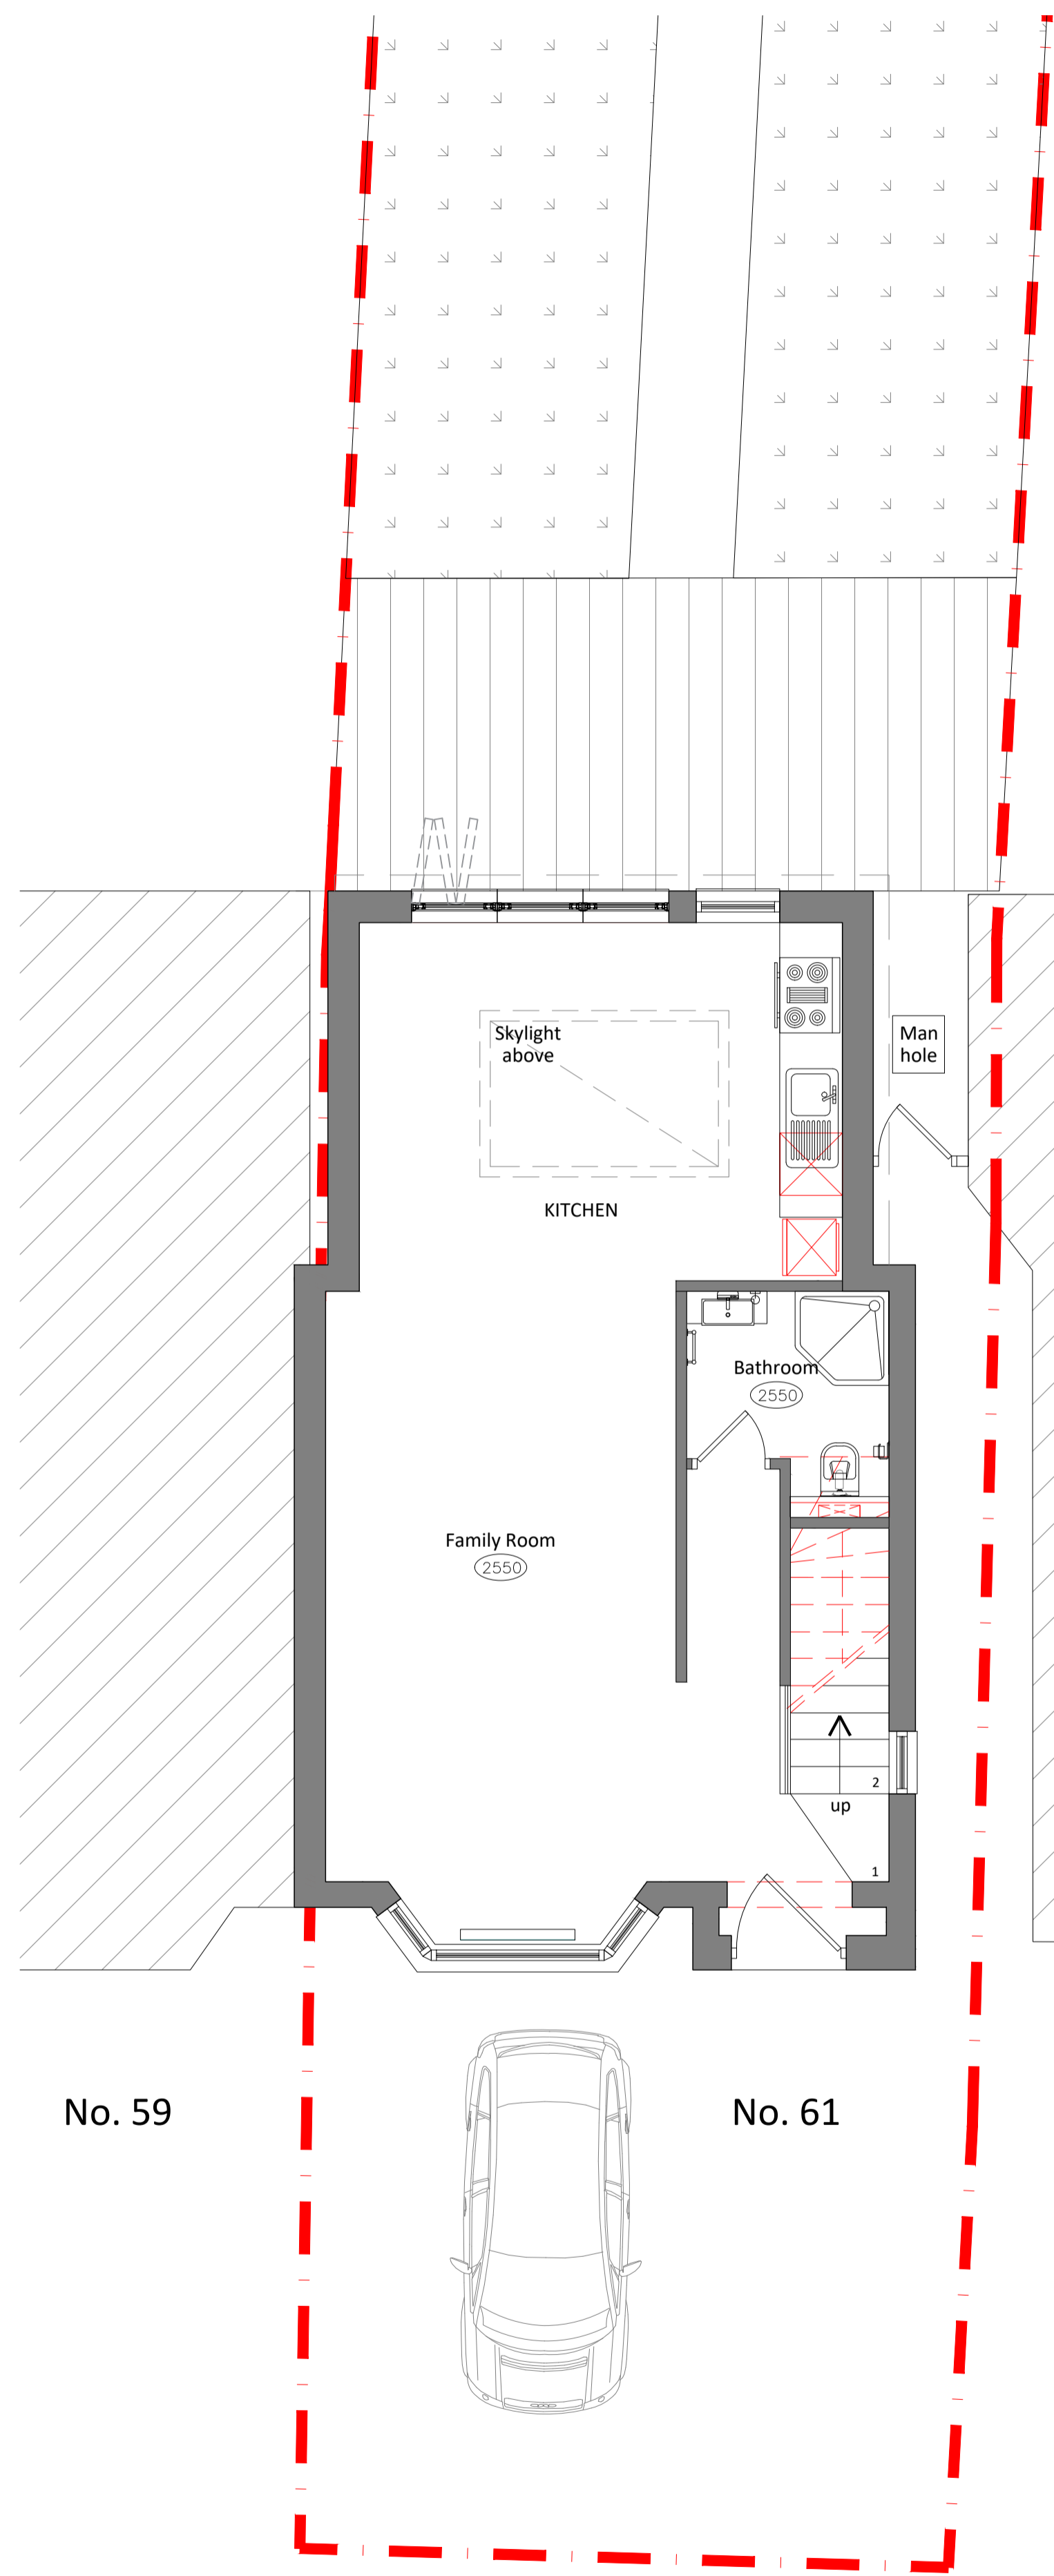 Skylight
above
Man
hole
KITCHEN
Bathroom
2550
Family Room
2550
2
up
1
No. 59
No. 61